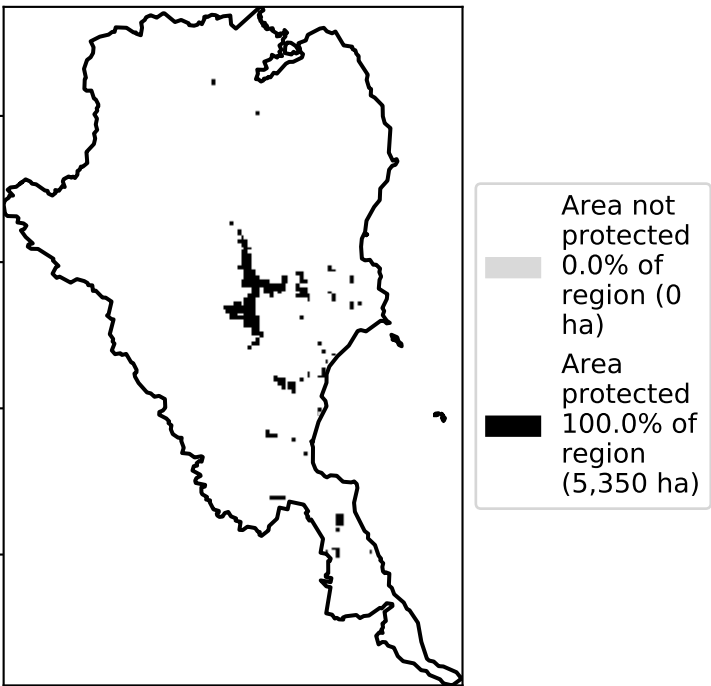 Area not
protected
0.0% of
region (0
ha)
Area
protected
100.0% of
region
(5,350 ha)